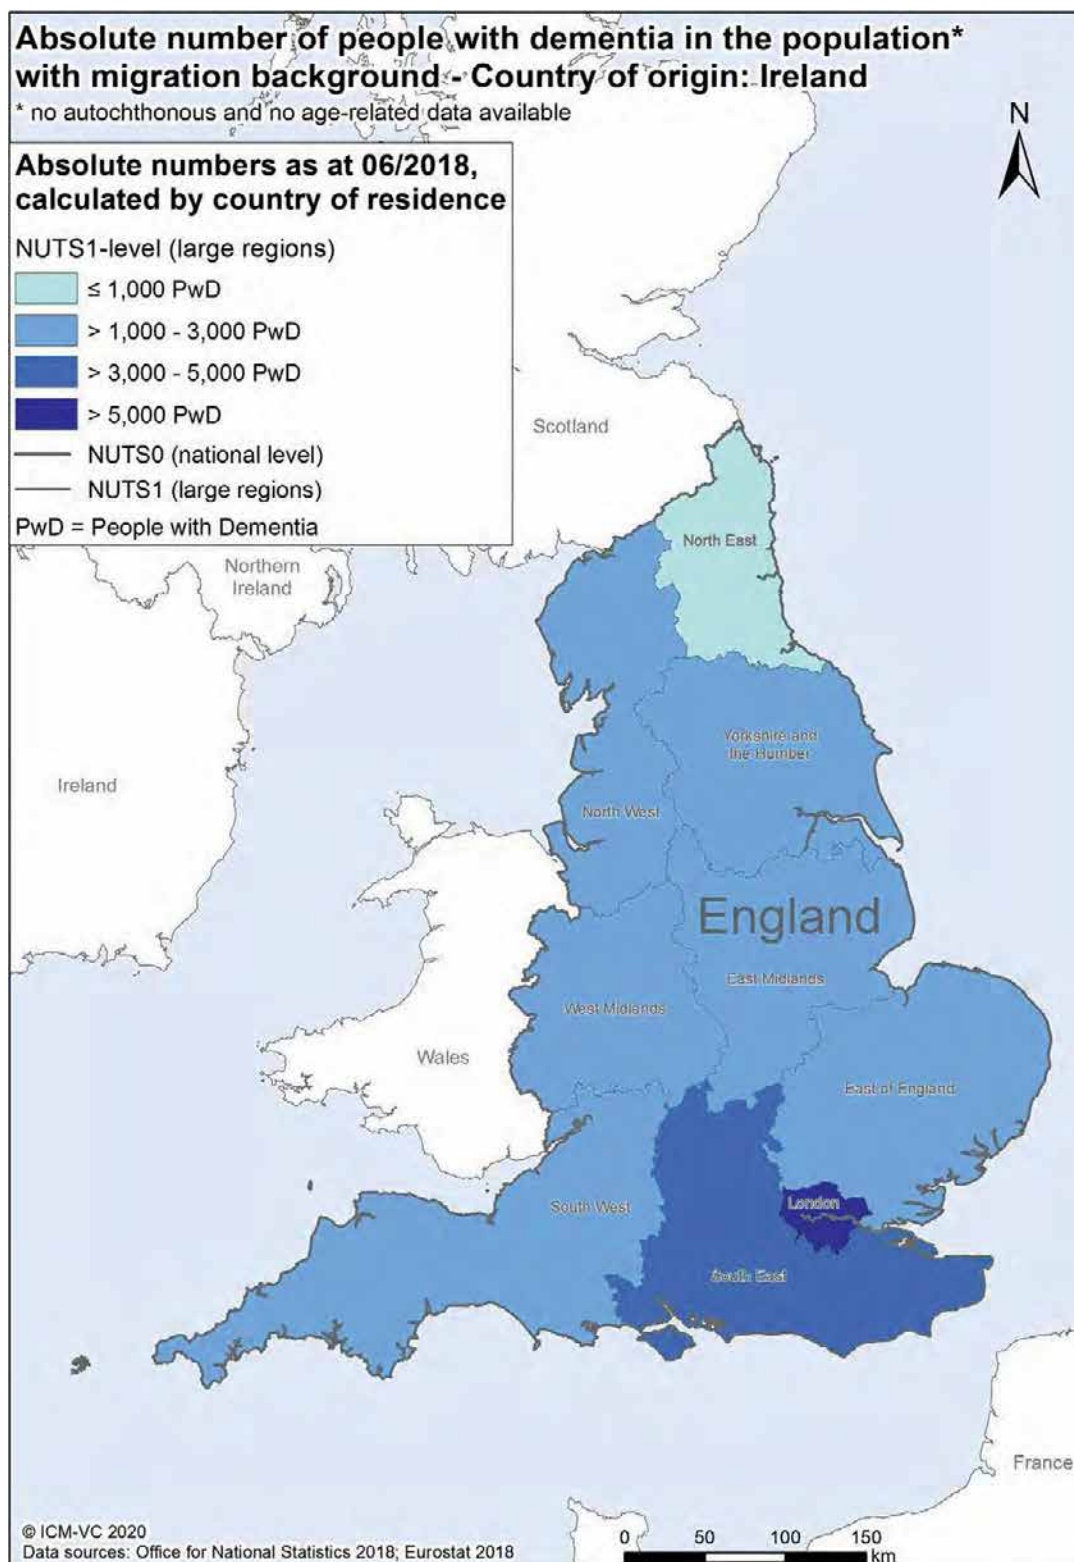 Absolute number of people with dementia in the population*
with migration background - Country of origin: Ireland
* no autochthonous and no age-related data available
N
Absolute numbers as at 06/2018,
calculated by country of residence
NUTS1-level (large regions)
≤ 1,000 PwD
> 1,000 - 3,000 PwD
> 3,000 - 5,000 PwD
> 5,000 PwD
NUTS0 (national level)
NUTS1 (large regions)
PwD = People with Dementia
Scotland
North East
Northern
Ireland
Yorkshire and
the Humber
Ireland
North West
England
East Midlands
West Midlands
Wales
East of England
London
South West
South East
France
© ICM-VC 2020
Data sources: Office for National Statistics 2018; Eurostat 2018
0 50 100 150
km